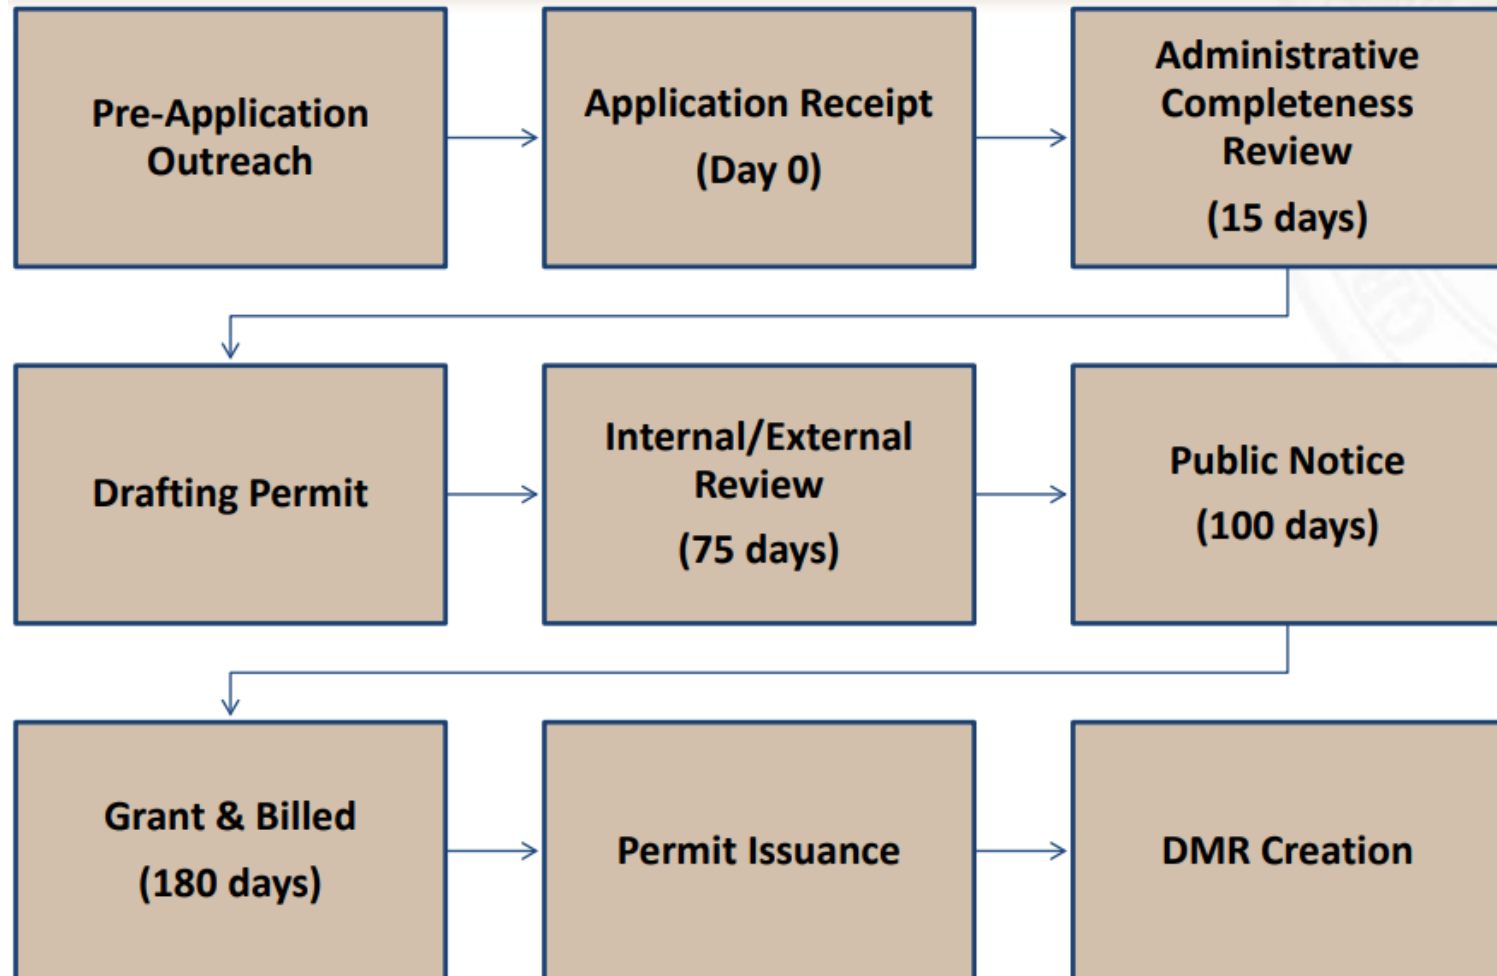 Pre-Application
Outreach
Application Receipt
(Day 0)
Administrative
Completeness
Review
(15 days)
Drafting Permit
Internal/External
Review
(75 days)
Public Notice
(100 days)
Grant & Billed
(180 days)
Permit Issuance
DMR Creation